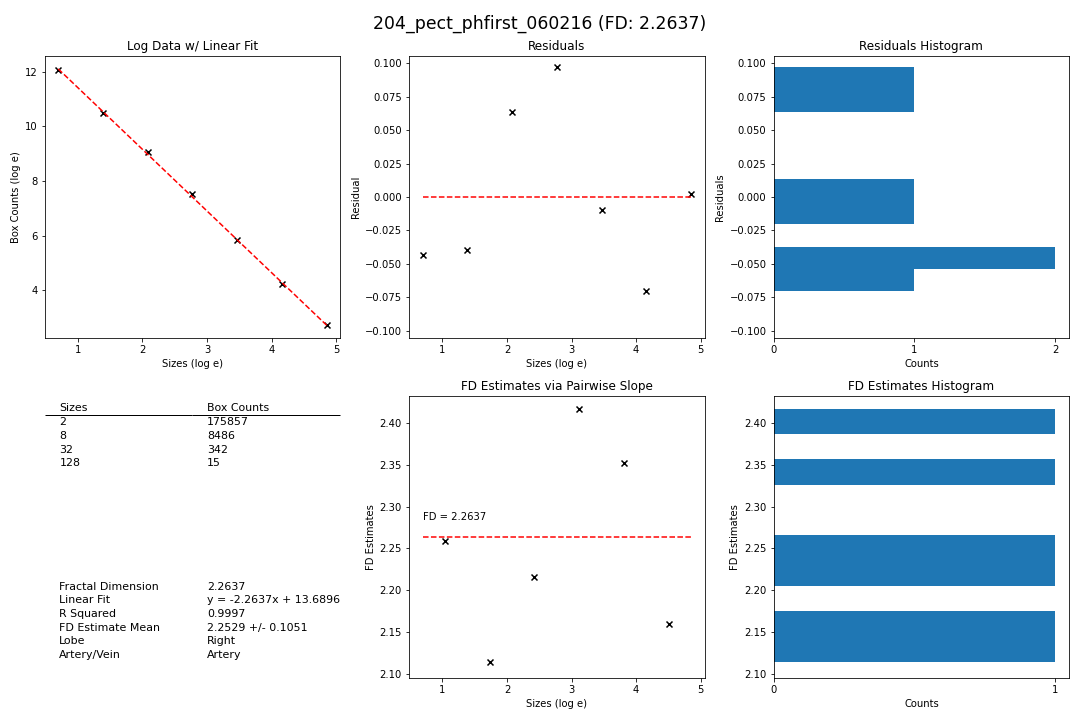 204_pect_phfirst_060216 (FD: 2.2637)
Log Data w/ Linear Fit
12
10
8
6
4
Box Counts (log e)
1 2 3 4 5
Sizes (log e)
Residuals
0.100
0.075
0.050
0.025
0.000
−0.025
−0.050
−0.075
−0.100
Residual
1 2 3 4 5
Sizes (log e)
Residuals Histogram
0.100
0.075
0.050
0.025
0.000
−0.025
−0.050
−0.075
−0.100
Residuals
0 1 2
Counts
Sizes Box Counts
2 175857
8 8486
32 342
128 15
Fractal Dimension 2.2637
Linear Fit y = -2.2637x + 13.6896
R Squared 0.9997
FD Estimate Mean 2.2529 +/- 0.1051
Lobe Right
Artery/Vein Artery
FD Estimates via Pairwise Slope
2.40
2.35
2.30
2.25
2.20
2.15
2.10
FD Estimates
FD = 2.2637
1 2 3 4 5
Sizes (log e)
FD Estimates Histogram
2.40
2.35
2.30
2.25
2.20
2.15
2.10
FD Estimates
0 1
Counts